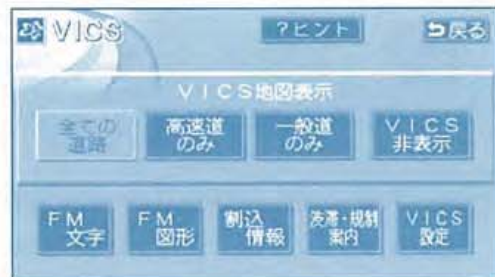 VICS
?ヒント
戻る
VICS地図表示
全ての
道路
高速道
のみ
一般道
のみ
VICS
非表示
FM
文字
FM
図形
割込
情報
渋滞・規制
案内
VICS
設定